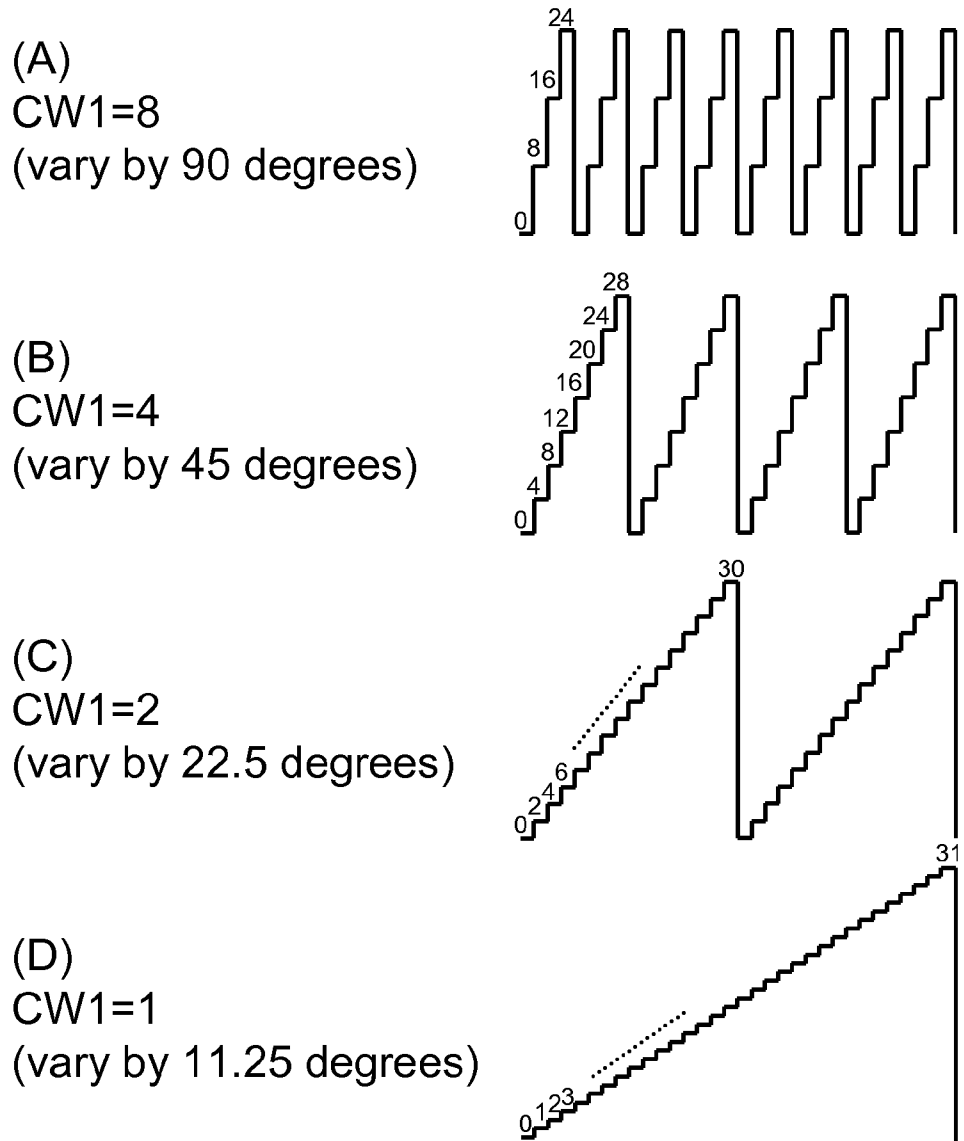 (A)
CW1=8
(vary by 90 degrees)
24
16
8
0
(B)
CW1=4
(vary by 45 degrees)
28
24
20
16
12
8
4
0
(C)
CW1=2
(vary by 22.5 degrees)
30
6
4
2
0
(D)
CW1=1
(vary by 11.25 degrees)
31
3
2
1
0